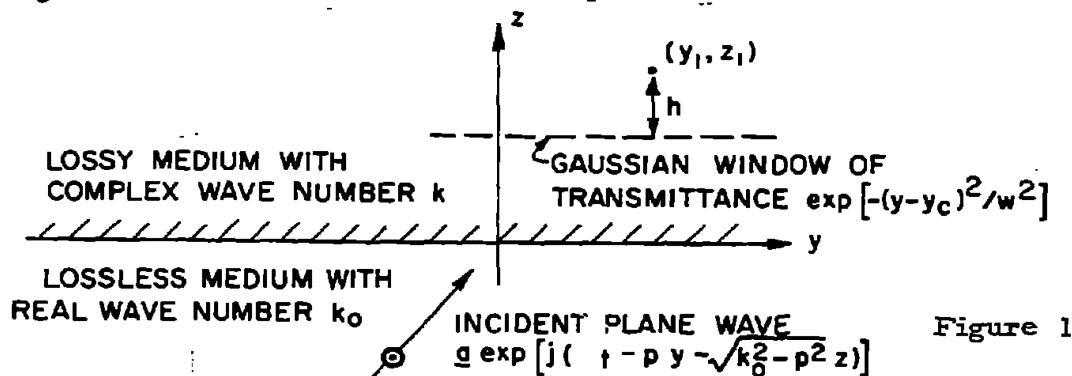 z
(y₁, z₁)
h
LOSSY MEDIUM WITH
COMPLEX WAVE NUMBER k
GAUSSIAN WINDOW OF
TRANSMITTANCE exp[-(y-y_c)²/w²]
y
LOSSLESS MEDIUM WITH
REAL WAVE NUMBER k₀
INCIDENT PLANE WAVE
a exp[j( t - p y - √(k₀² - p²) z)]
Figure 1